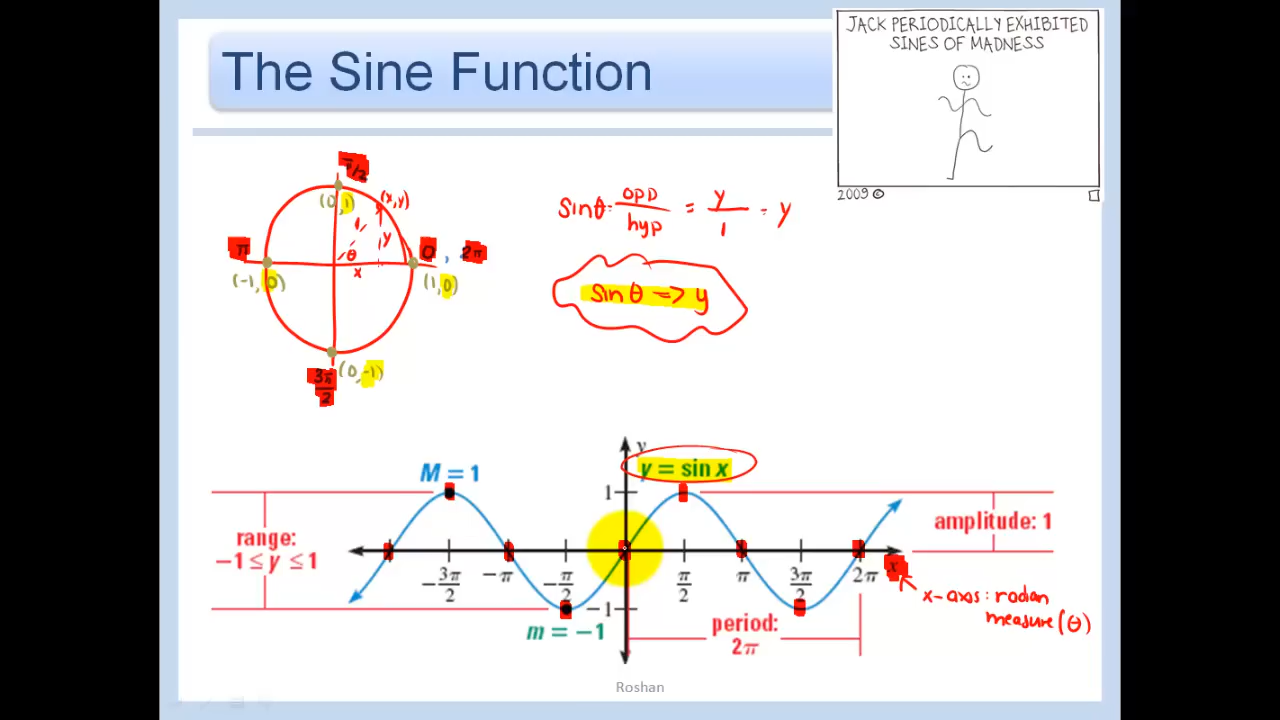 The Sine Function
JACK PERIODICALLY EXHIBITED
SINES OF MADNESS
2009 ©
π/2
(0,1)
(x,y)
1
y
θ
x
π
(-1,0)
0, 2π
(1,0)
(0,-1)
3π/2
sinθ = opp/hyp = y/1 = y
sin θ => y
y
y = sin x
M = 1
1
range:
−1 ≤ y ≤ 1
amplitude: 1
−3π/2
−π
−π/2
π/2
π
3π/2
2π
x
−1
m = −1
period:
2π
x-axis: radian
measure (θ)
Roshan